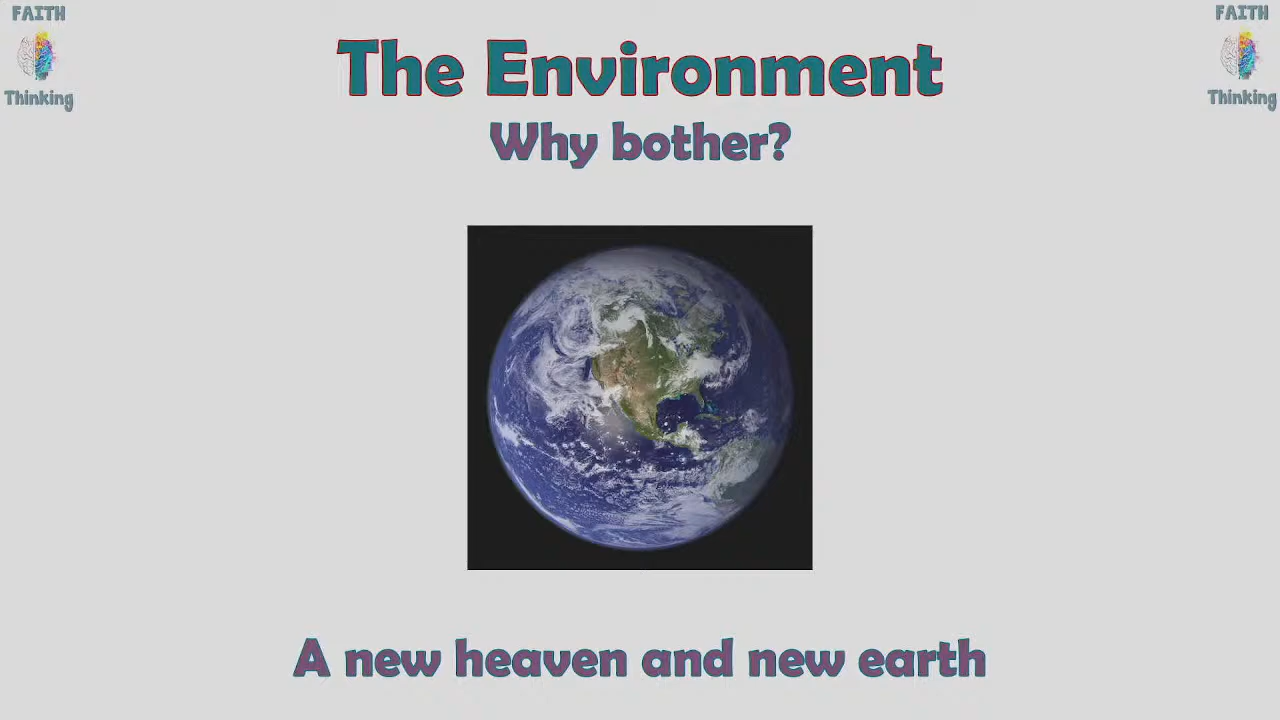 FAITH
Thinking
The Environment
Why bother?
FAITH
Thinking
A new heaven and new earth